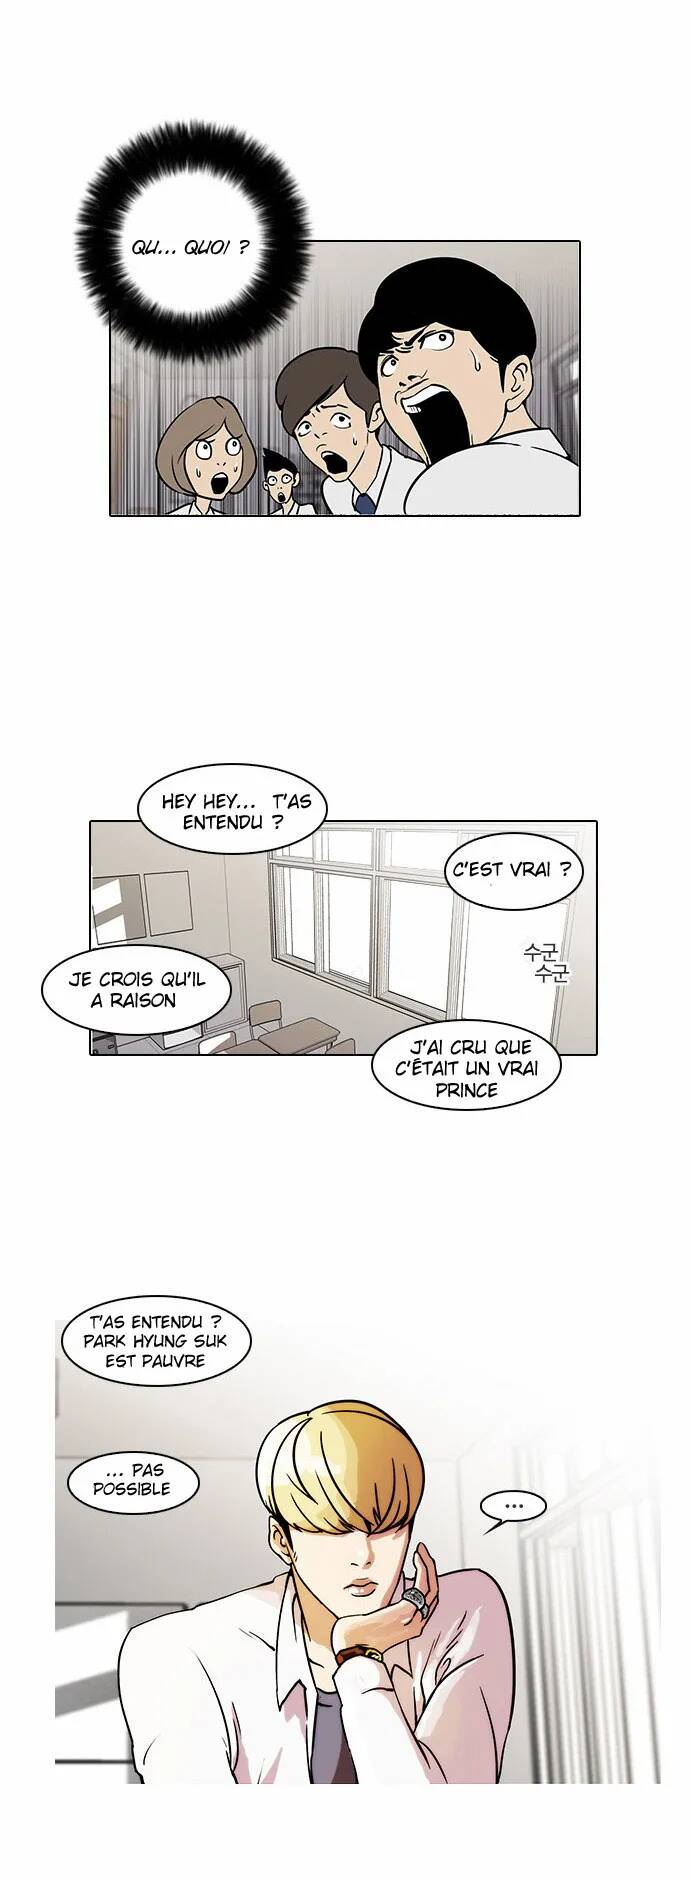 QU... QUOI ?
HEY HEY... T'AS
ENTENDU ?
C'EST VRAI ?
수군
수군
JE CROIS QU'IL
A RAISON
J'AI CRU QUE
C'ÉTAIT UN VRAI
PRINCE
T'AS ENTENDU ?
PARK HYUNG SUK
EST PAUVRE
... PAS
POSSIBLE
...